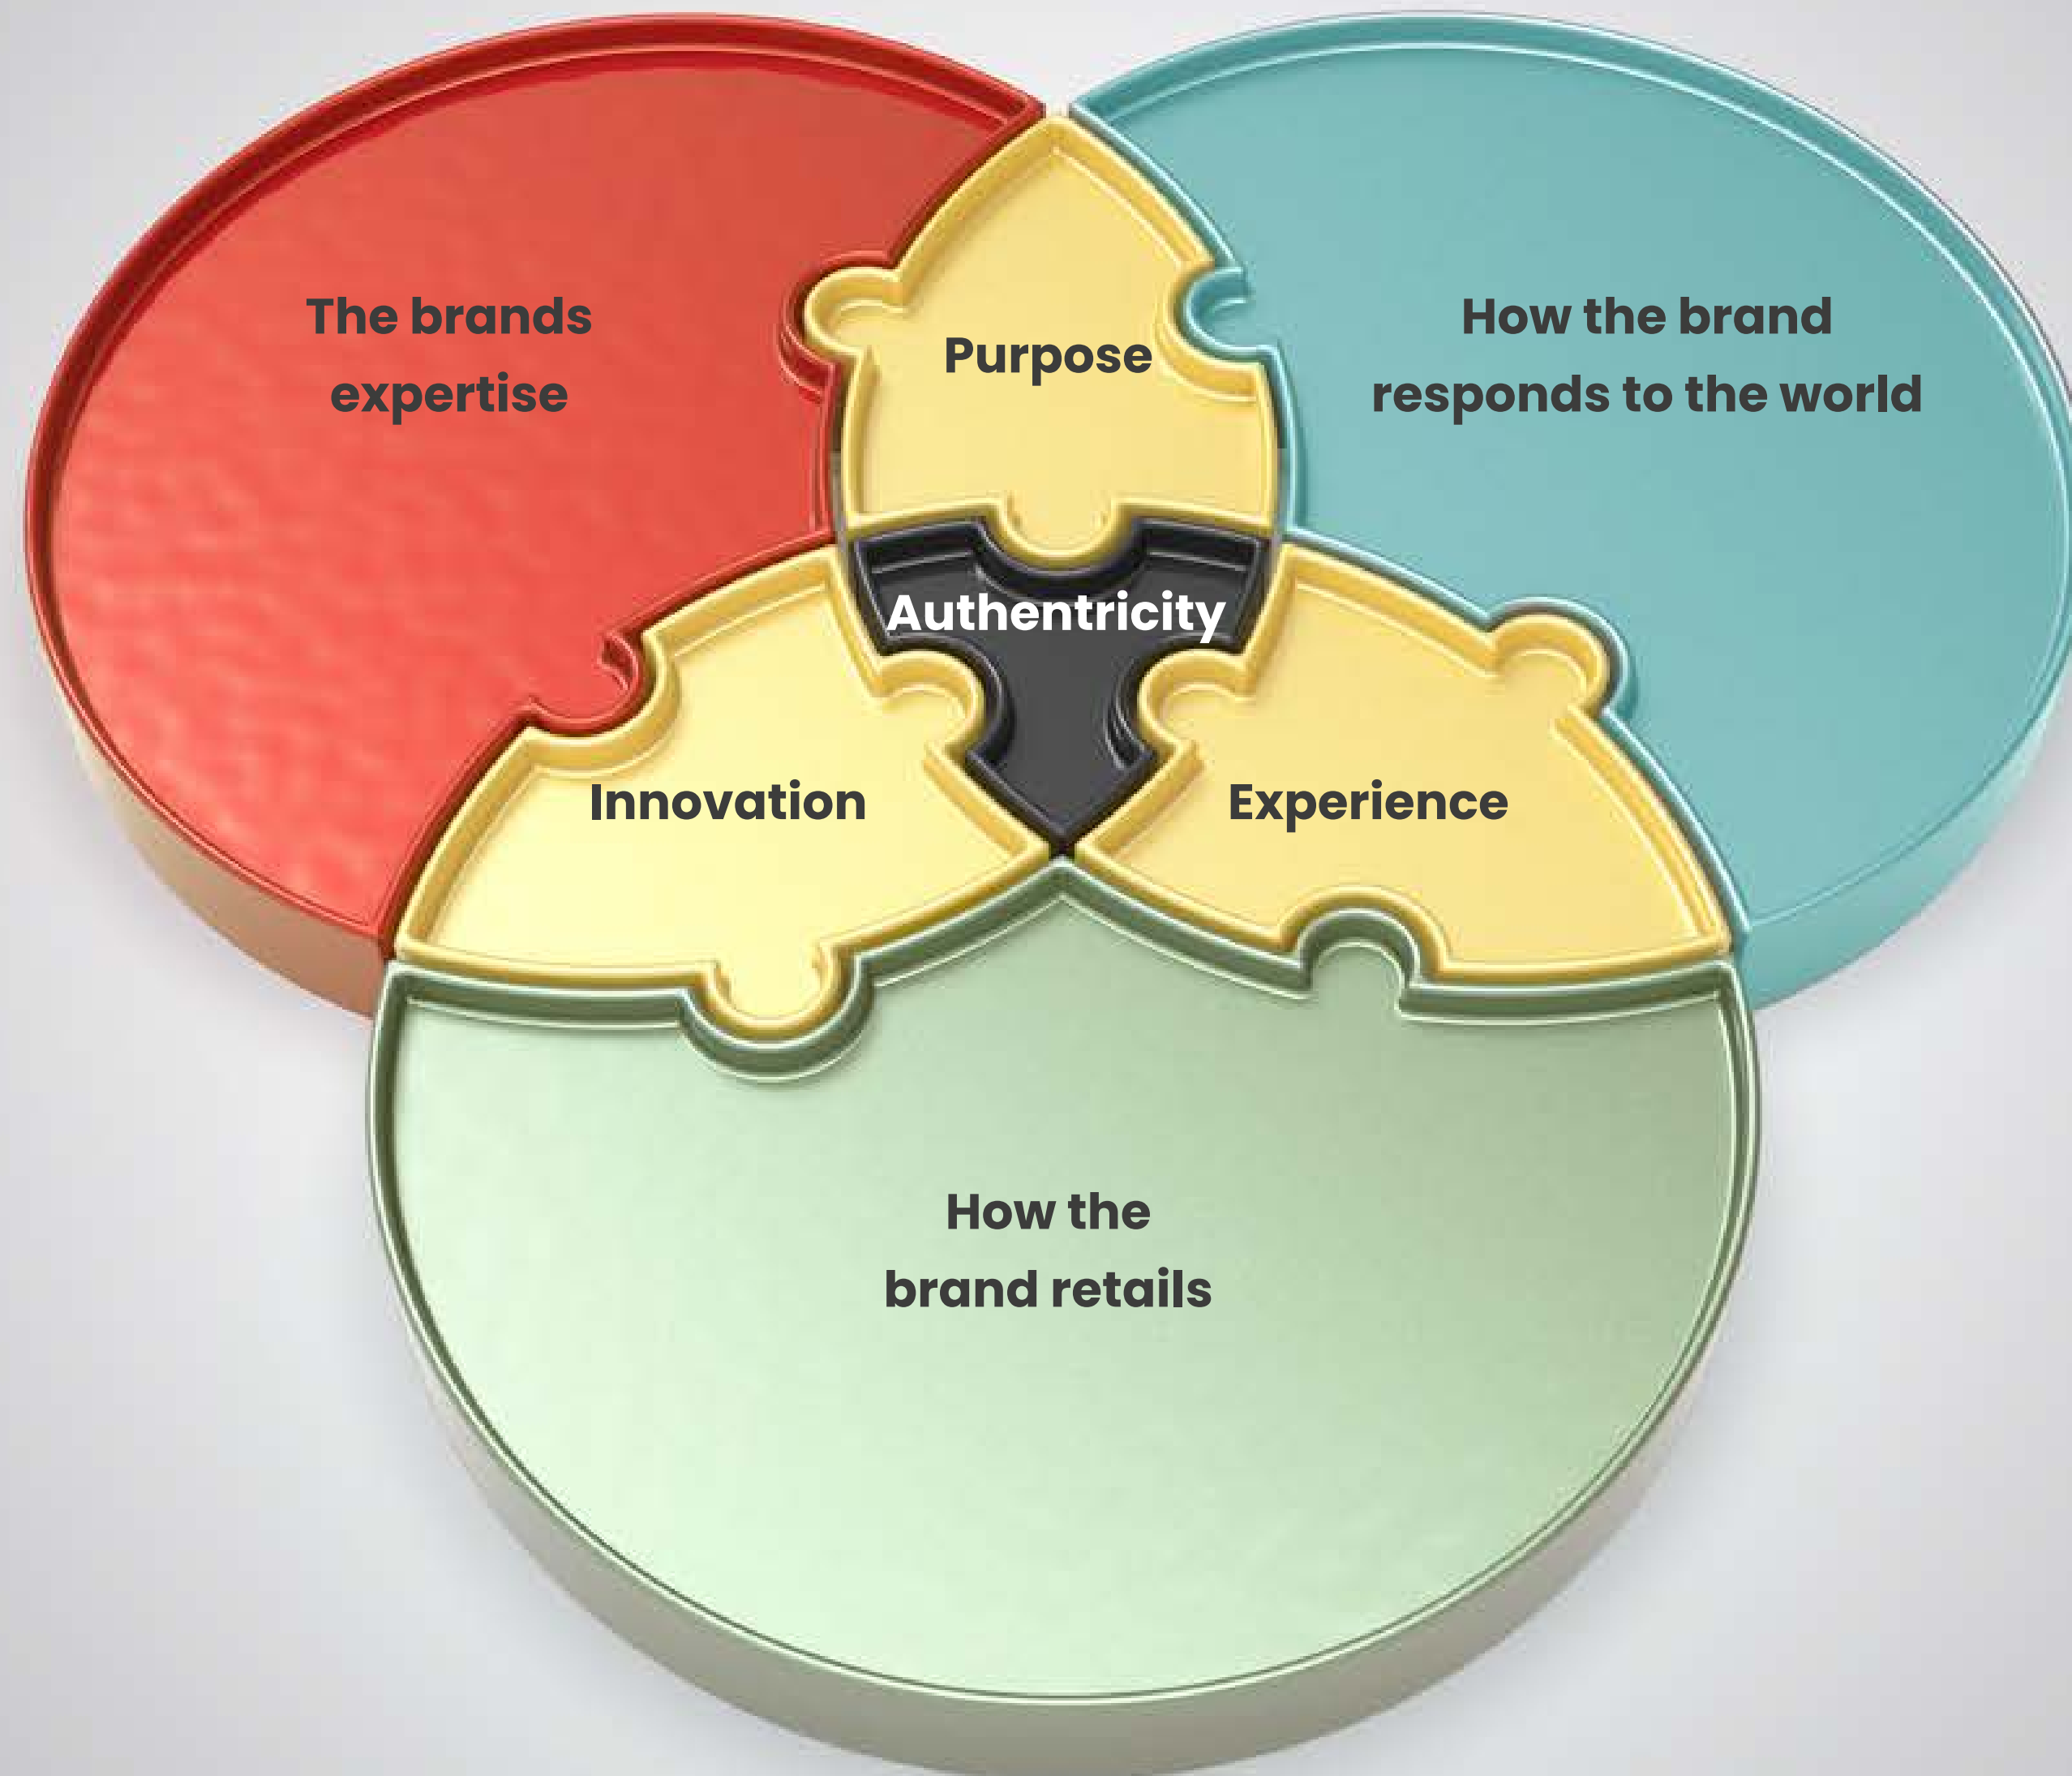 The brands
expertise
How the brand
responds to the world
Purpose
Authentricity
Innovation
Experience
How the
brand retails